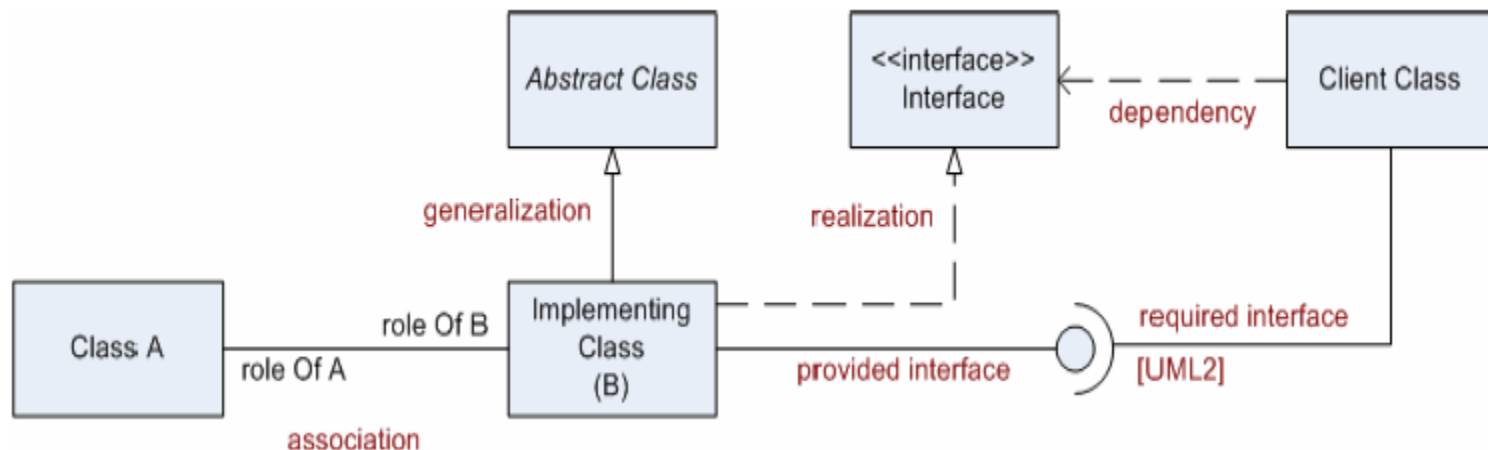 Abstract Class
<<interface>>
Interface
Client Class
dependency
generalization
realization
Class A
role Of B
role Of A
Implementing
Class
(B)
provided interface
required interface
[UML2]
association